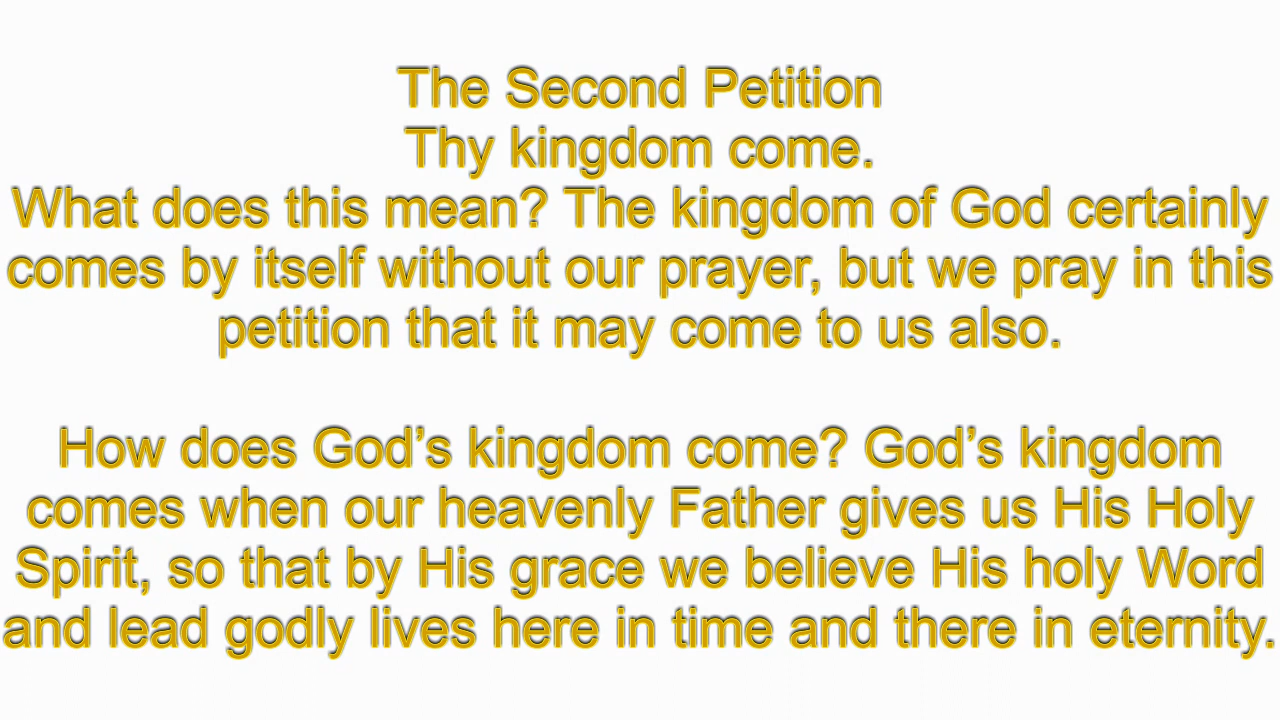 The Second Petition
Thy kingdom come.
What does this mean? The kingdom of God certainly
comes by itself without our prayer, but we pray in this
petition that it may come to us also.
How does God’s kingdom come? God’s kingdom
comes when our heavenly Father gives us His Holy
Spirit, so that by His grace we believe His holy Word
and lead godly lives here in time and there in eternity.